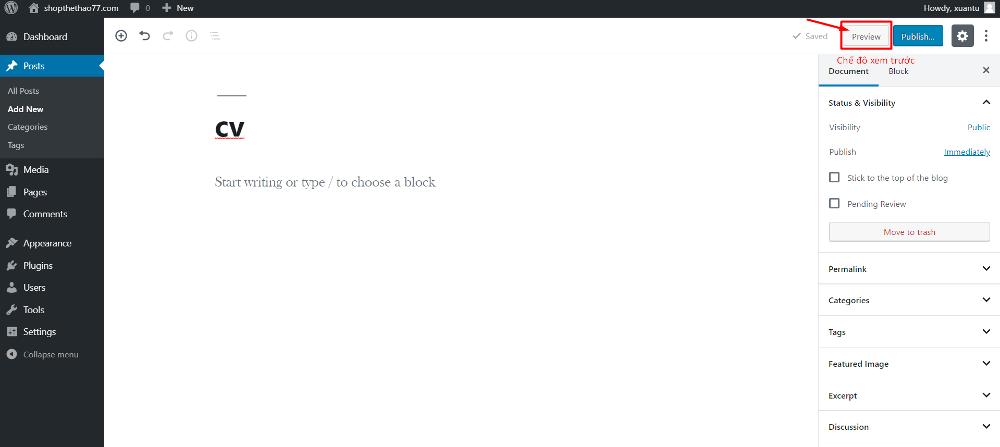 shopthethao77.com 0 New Howdy, xuantu
Dashboard
Posts
All Posts
Add New
Categories
Tags
Media
Pages
Comments
Appearance
Plugins
Users
Tools
Settings
Collapse menu
Saved Preview Publish...
Chế đô xem trước
Document Block
cv
Start writing or type / to choose a block
Status & Visibility
Visibility Public
Publish Immediately
Stick to the top of the blog
Pending Review
Move to trash
Permalink
Categories
Tags
Featured Image
Excerpt
Discussion